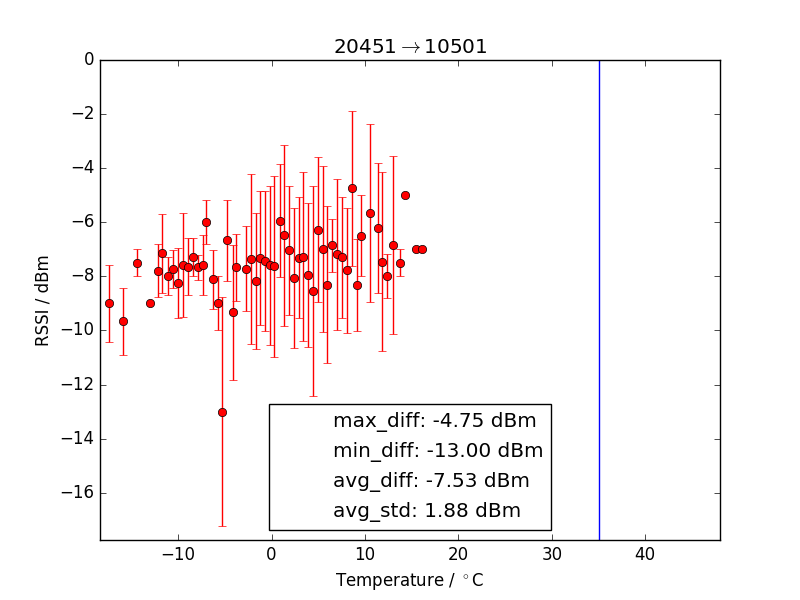 20451→10501
0
−2
−4
−6
−8
−10
−12
−14
−16
RSSI / dBm
max_diff: -4.75 dBm
min_diff: -13.00 dBm
avg_diff: -7.53 dBm
avg_std: 1.88 dBm
−10 0 10 20 30 40
Temperature / °C